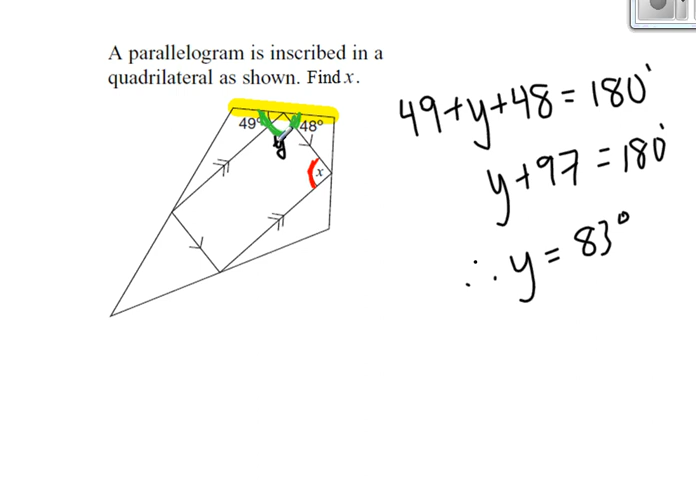 A parallelogram is inscribed in a
quadrilateral as shown. Find x.
49° 48°
y
x
49+y+48=180°
y+97=180°
∴ y = 83°